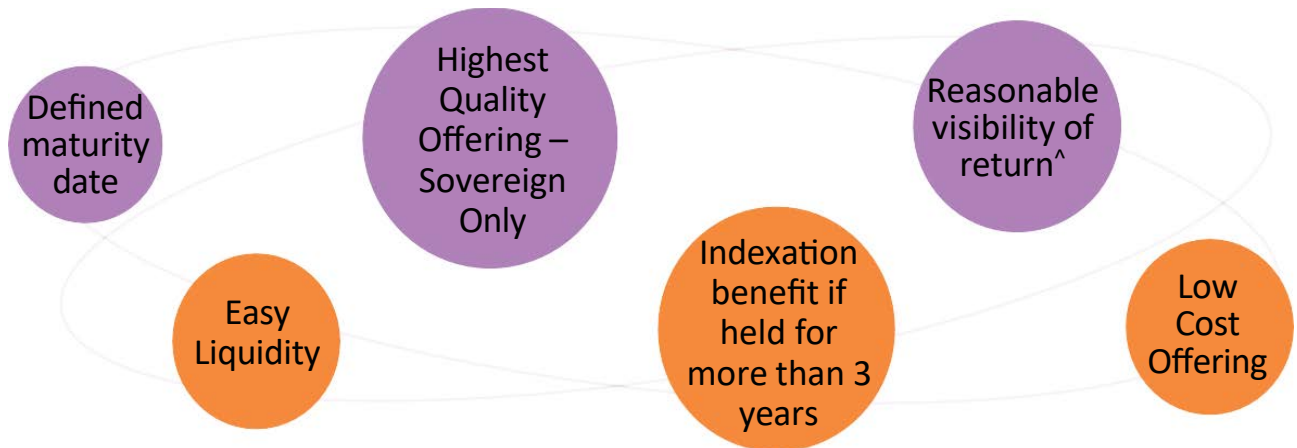 Defined
maturity
date
Highest
Quality
Offering –
Sovereign
Only
Reasonable
visibility of
return^
Easy
Liquidity
Indexation
benefit if
held for
more than 3
years
Low
Cost
Offering